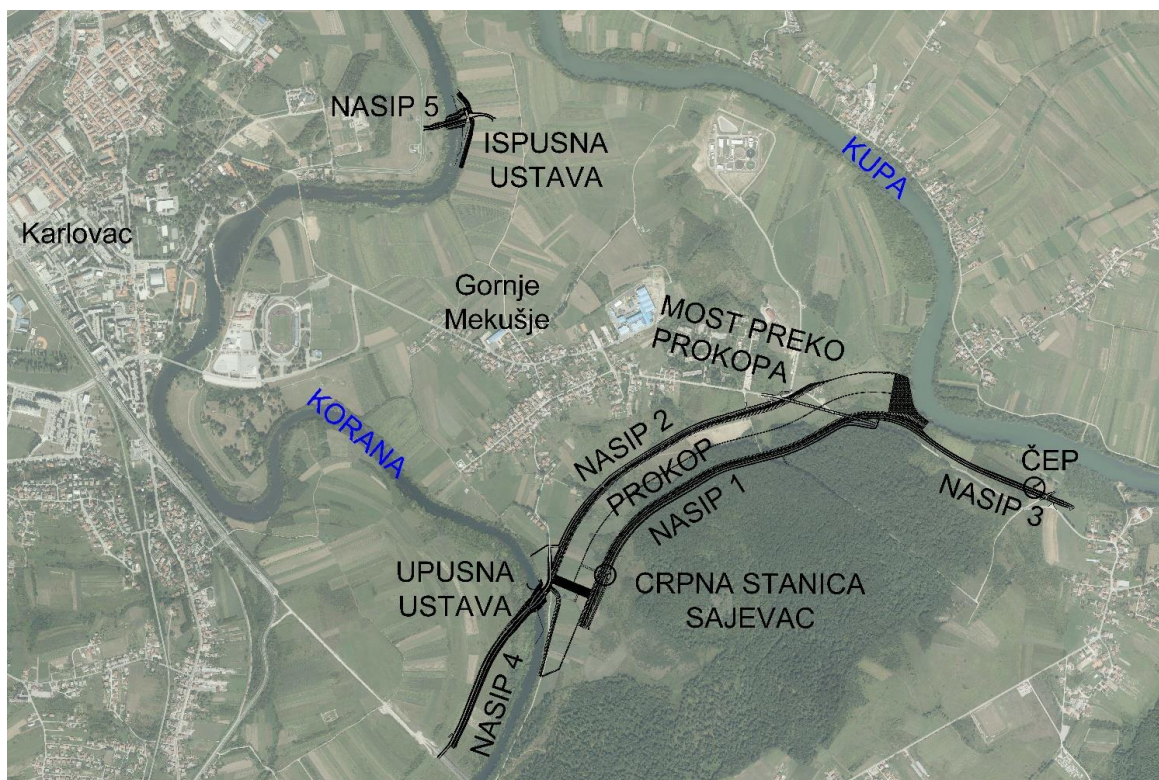 NASIP 5
ISPUSNA
USTAVA
KUPA
Karlovac
Gornje
Mekušje
MOST PREKO
PROKOPA
KORANA
NASIP 2
PROKOP
NASIP 1
ČEP
NASIP 3
UPUSNA
USTAVA
CRPNA STANICA
SAJEVAC
NASIP 4